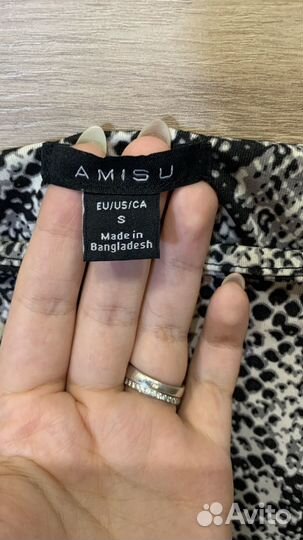 AMISU
EU/US/CA
S
Made in
Bangladesh
Avito